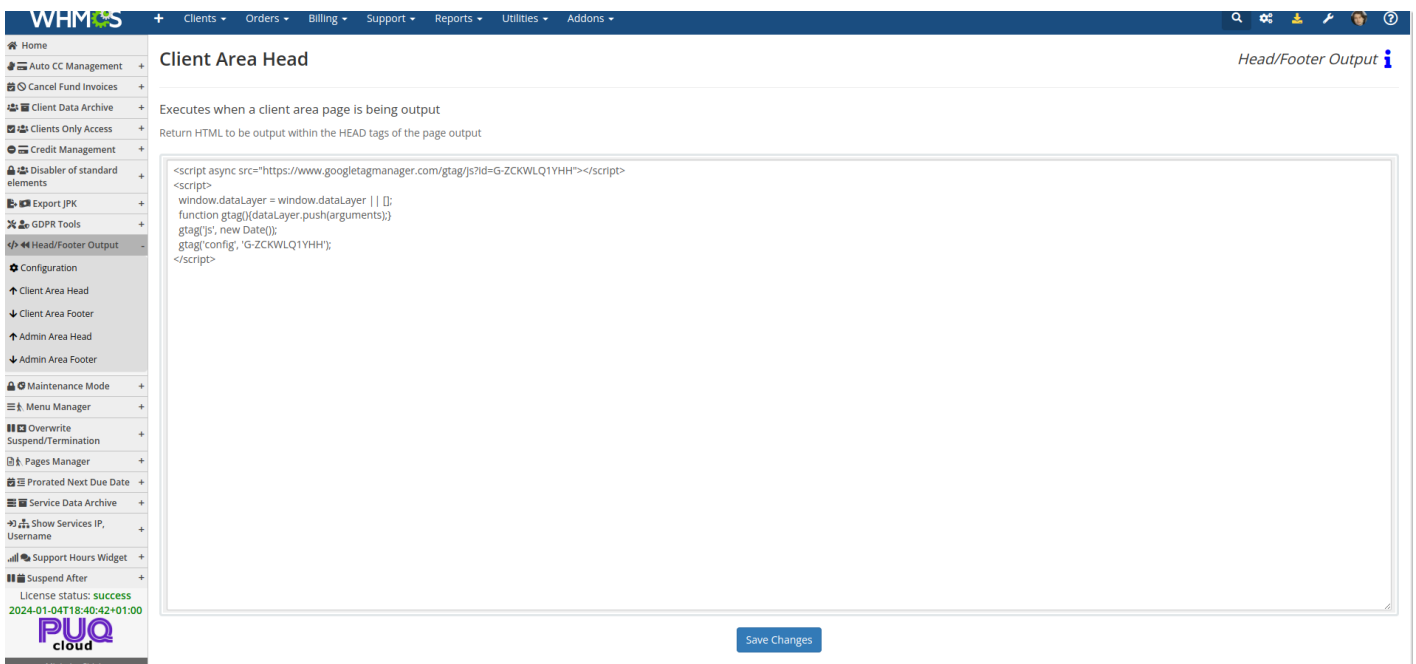 WHMCS
+ Clients Orders Billing Support Reports Utilities Addons
Home
Auto CC Management +
Cancel Fund Invoices +
Client Data Archive +
Clients Only Access +
Credit Management +
Disabler of standard
elements +
Export JPK +
GDPR Tools +
Head/Footer Output -
Configuration
Client Area Head
Client Area Footer
Admin Area Head
Admin Area Footer
Maintenance Mode +
Menu Manager +
Overwrite
Suspend/Termination +
Pages Manager +
Prorated Next Due Date +
Service Data Archive +
Show Services IP,
Username +
Support Hours Widget +
Suspend After +
License status: success
2024-01-04T18:40:42+01:00
PUQ
cloud
Client Area Head
Head/Footer Output i
Executes when a client area page is being output
Return HTML to be output within the HEAD tags of the page output
<script async src="https://www.googletagmanager.com/gtag/js?id=G-ZCKWLQ1YHH"></script>
<script>
window.dataLayer = window.dataLayer || [];
function gtag(){dataLayer.push(arguments);}
gtag('js', new Date());
gtag('config', 'G-ZCKWLQ1YHH');
</script>
Save Changes